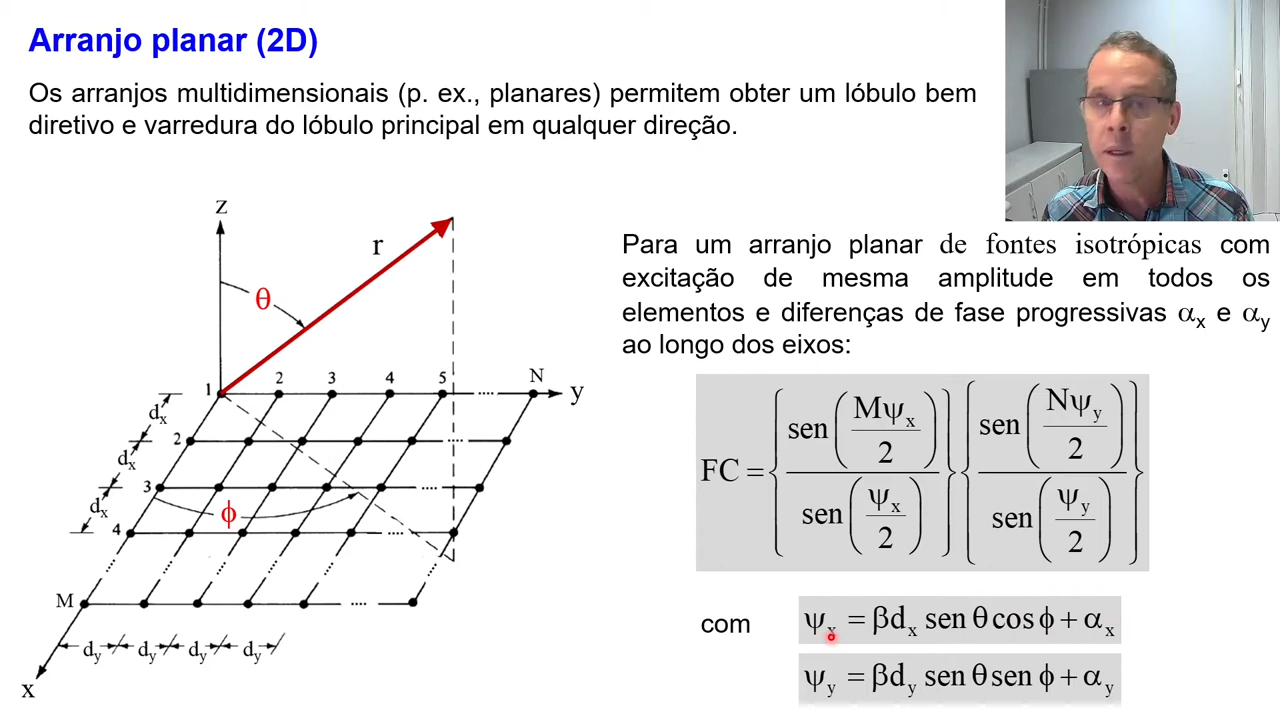 Arranjo planar (2D)
Os arranjos multidimensionais (p. ex., planares) permitem obter um lóbulo bem
diretivo e varredura do lóbulo principal em qualquer direção.
z
r
θ
1 2 3 4 5 .... N y
dx
2 ....
dx
3 ....
dx
ϕ
4 ....
M ....
dy dy dy dy
x
Para um arranjo planar de fontes isotrópicas com
excitação de mesma amplitude em todos os
elementos e diferenças de fase progressivas αx e αy
ao longo dos eixos:
FC = {sen(Mψx/2) / sen(ψx/2)} {sen(Nψy/2) / sen(ψy/2)}
com
ψx = βdx sen θ cos ϕ + αx
ψy = βdy sen θ sen ϕ + αy